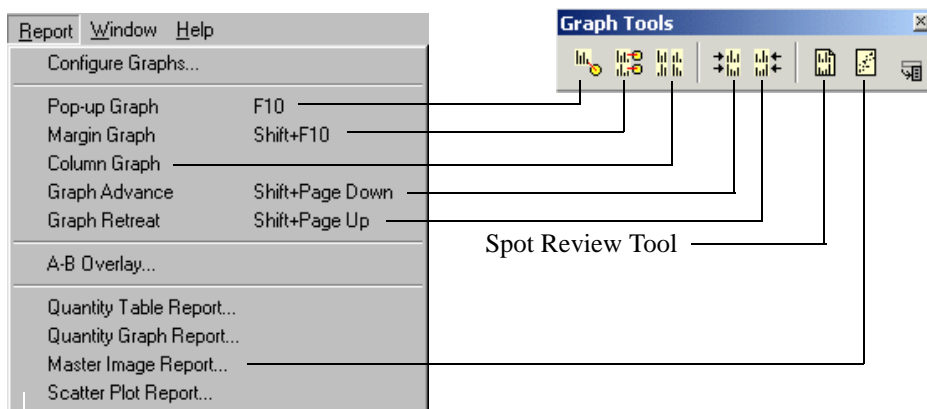 Report Window Help
Configure Graphs...
Pop-up Graph F10
Margin Graph Shift+F10
Column Graph
Graph Advance Shift+Page Down
Graph Retreat Shift+Page Up
A-B Overlay...
Quantity Table Report...
Quantity Graph Report...
Master Image Report...
Scatter Plot Report...
Graph Tools
Spot Review Tool